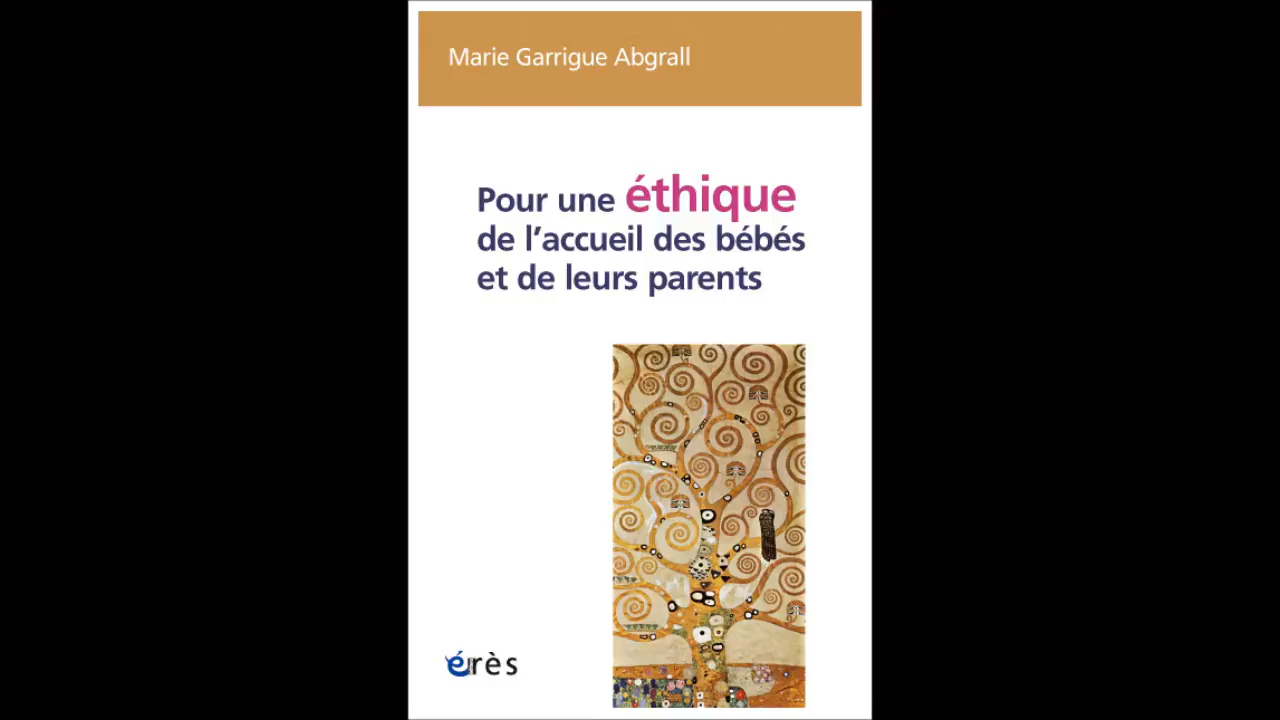 Marie Garrigue Abgrall
Pour une éthique
de l’accueil des bébés
et de leurs parents
érès